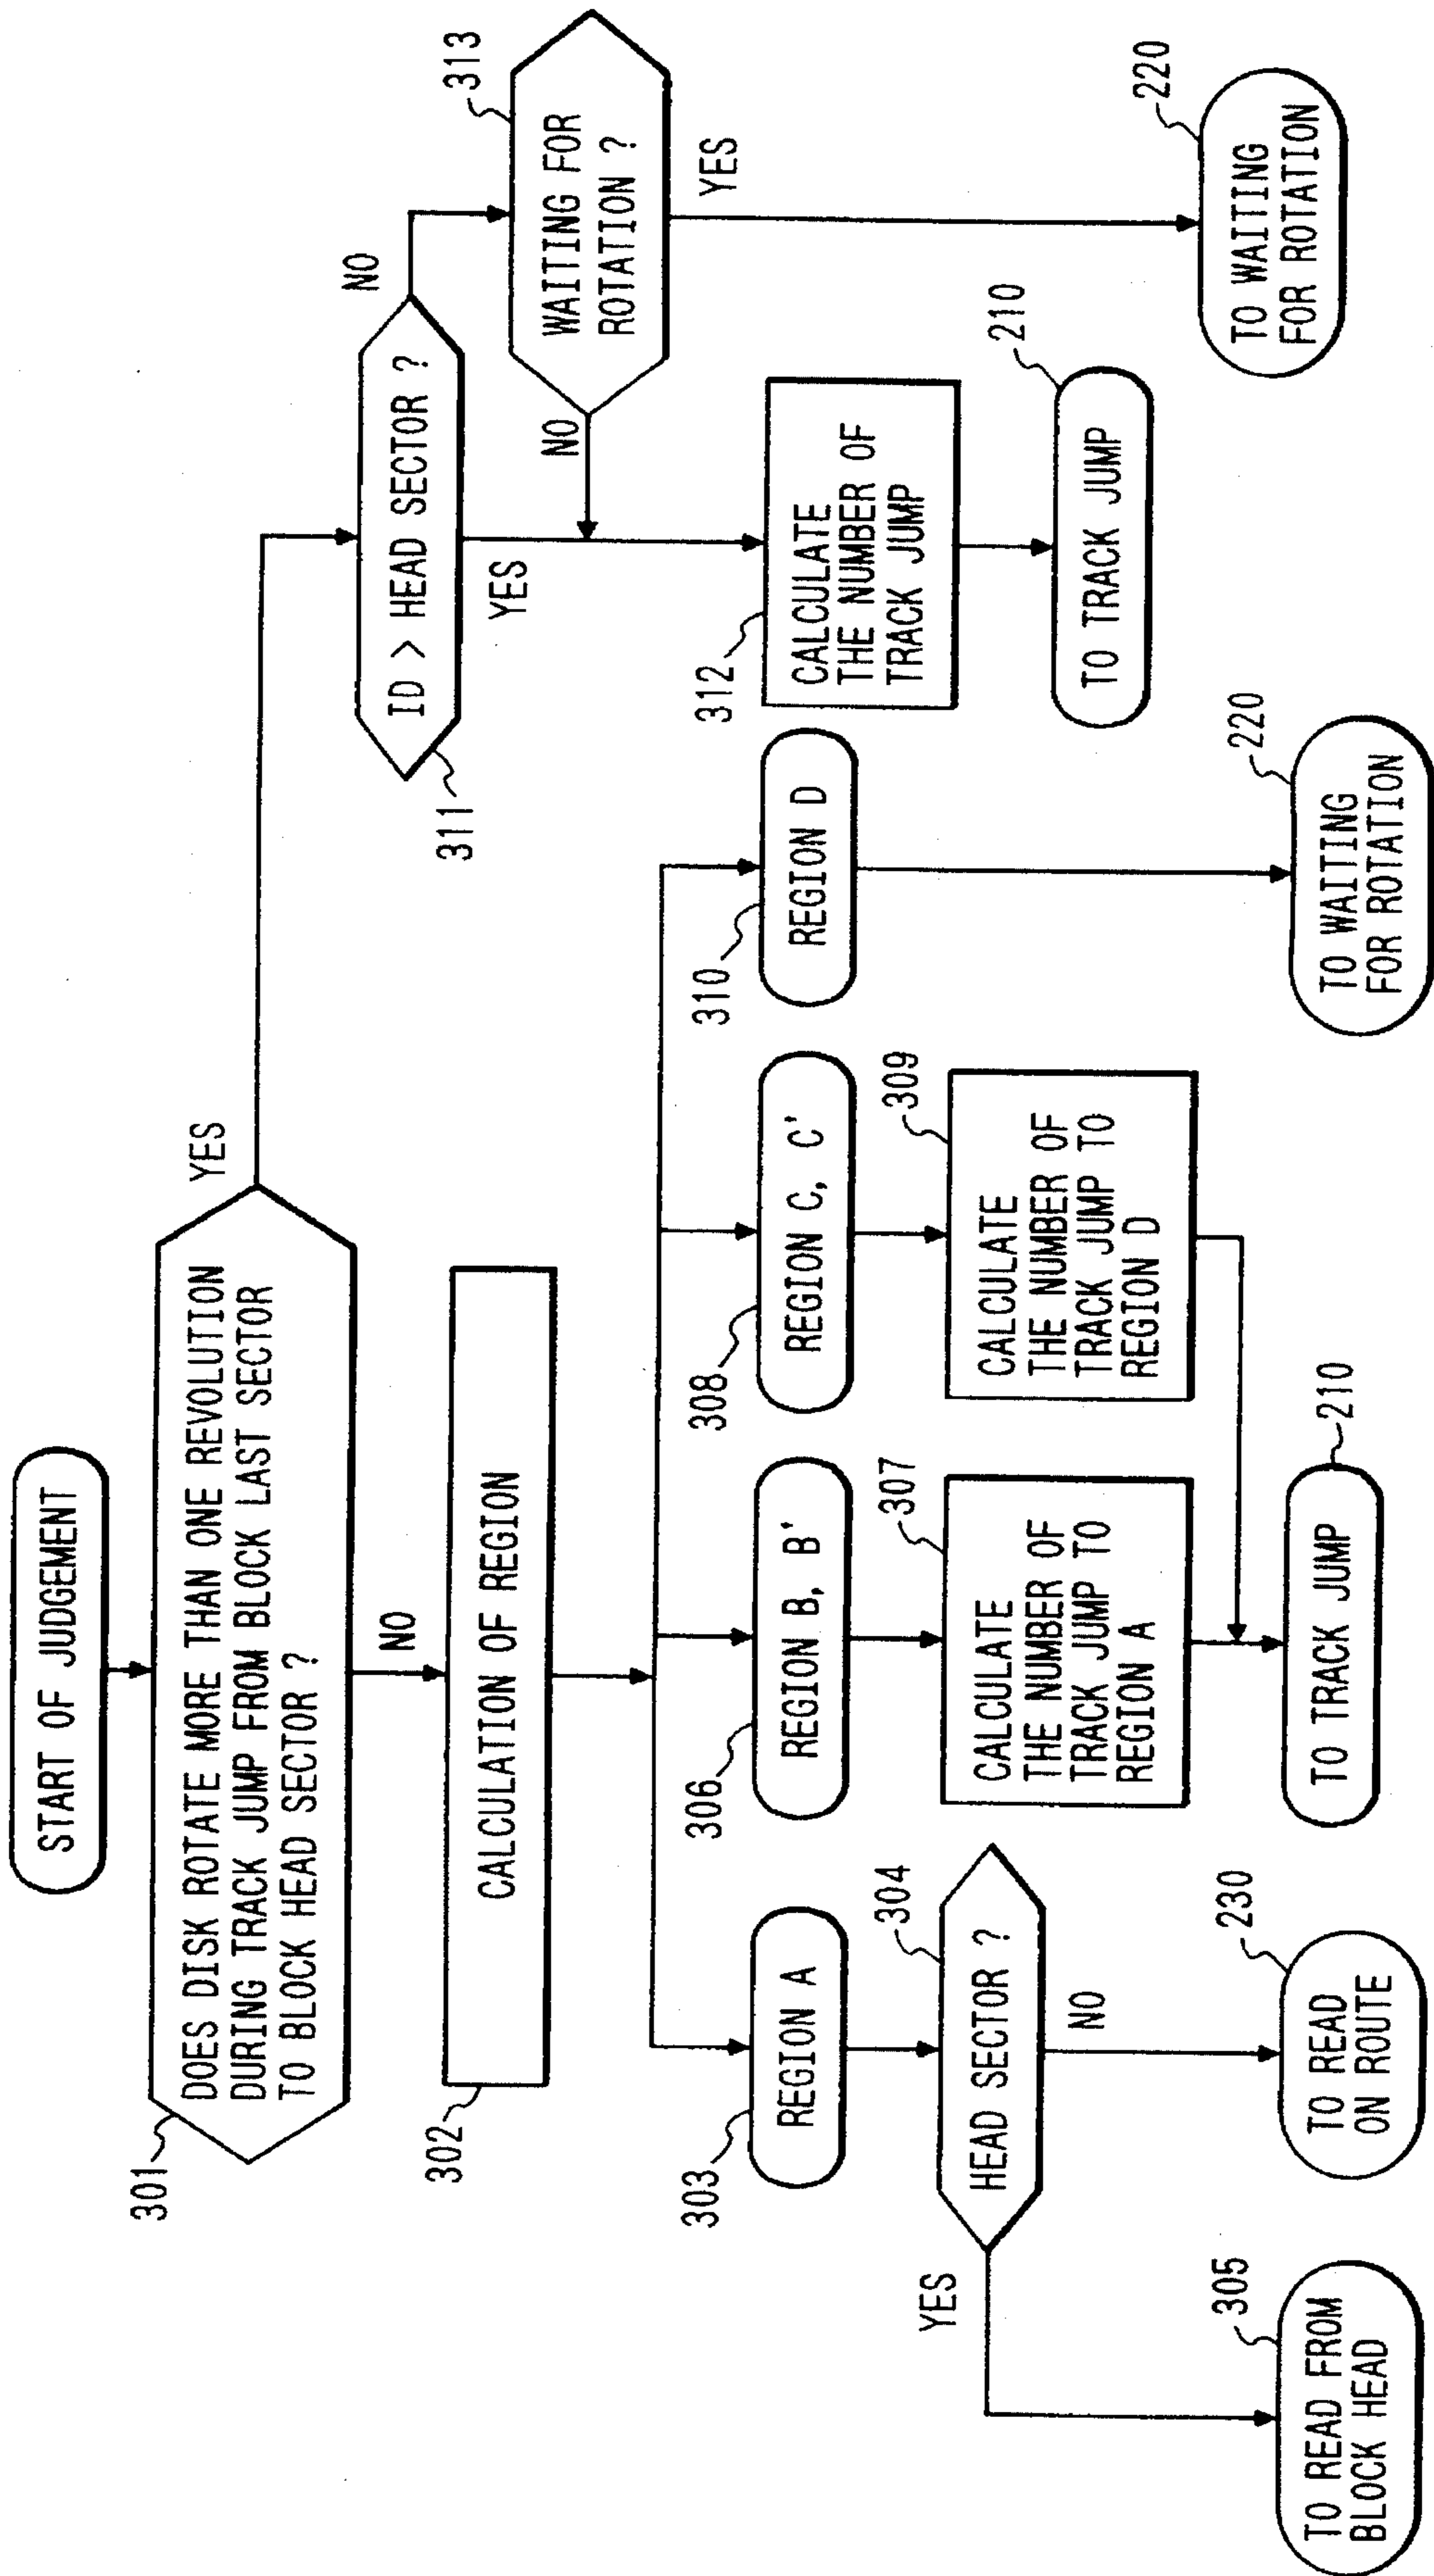 START OF JUDGEMENT
301
DOES DISK ROTATE MORE THAN ONE REVOLUTION
DURING TRACK JUMP FROM BLOCK LAST SECTOR
TO BLOCK HEAD SECTOR ?
YES
NO
302
CALCULATION OF REGION
303
REGION A
304
HEAD SECTOR ?
YES
NO
305
TO READ FROM
BLOCK HEAD
230
TO READ
ON ROUTE
306
REGION B, B'
307
CALCULATE
THE NUMBER OF
TRACK JUMP TO
REGION A
308
REGION C, C'
309
CALCULATE
THE NUMBER OF
TRACK JUMP TO
REGION D
210
TO TRACK JUMP
310
REGION D
220
TO WAITING
FOR ROTATION
311
ID > HEAD SECTOR ?
NO
YES
313
WAITING FOR
ROTATION ?
NO
YES
312
CALCULATE
THE NUMBER OF
TRACK JUMP
210
TO TRACK JUMP
220
TO WAITING
FOR ROTATION